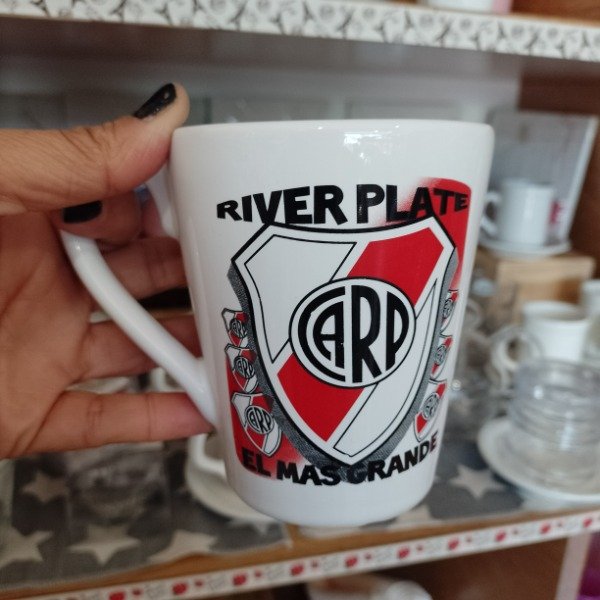 RIVER PLATE
CARP
EL MAS GRANDE